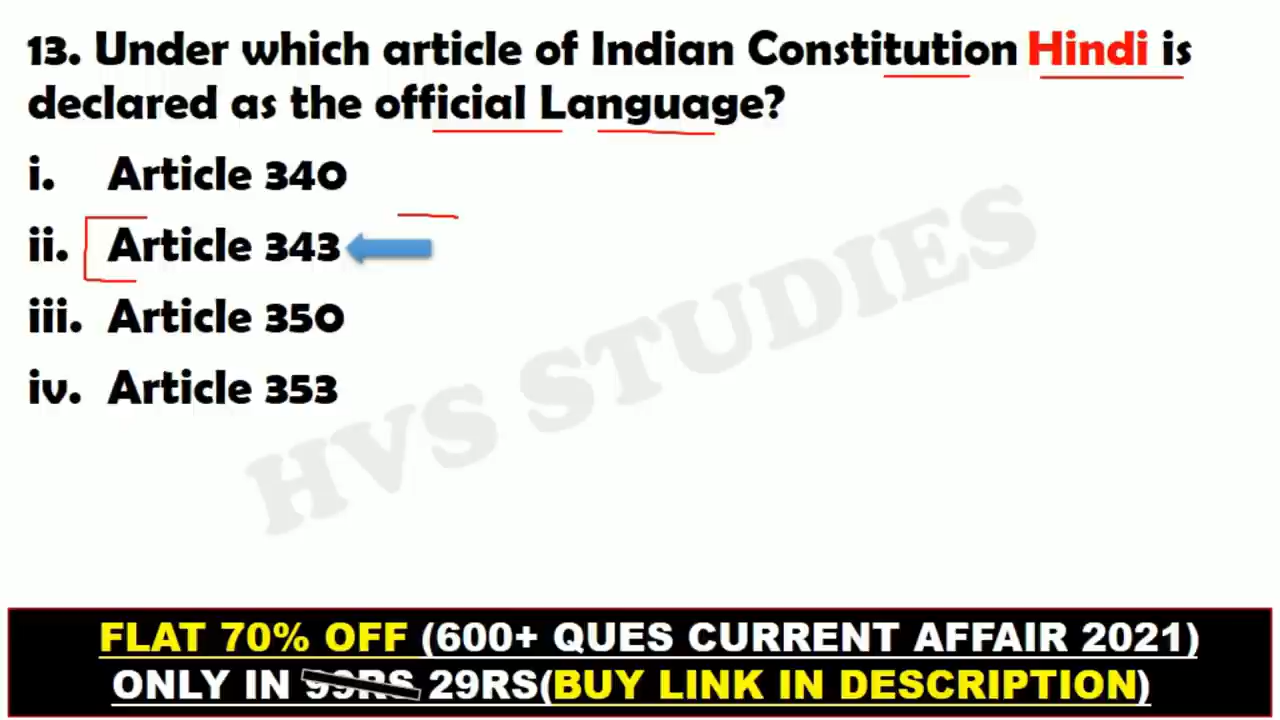 13. Under which article of Indian Constitution Hindi is
declared as the official Language?
i. Article 340
ii. Article 343
iii. Article 350
iv. Article 353
HVS STUDIES
FLAT 70% OFF (600+ QUES CURRENT AFFAIR 2021)
ONLY IN 99RS 29RS(BUY LINK IN DESCRIPTION)